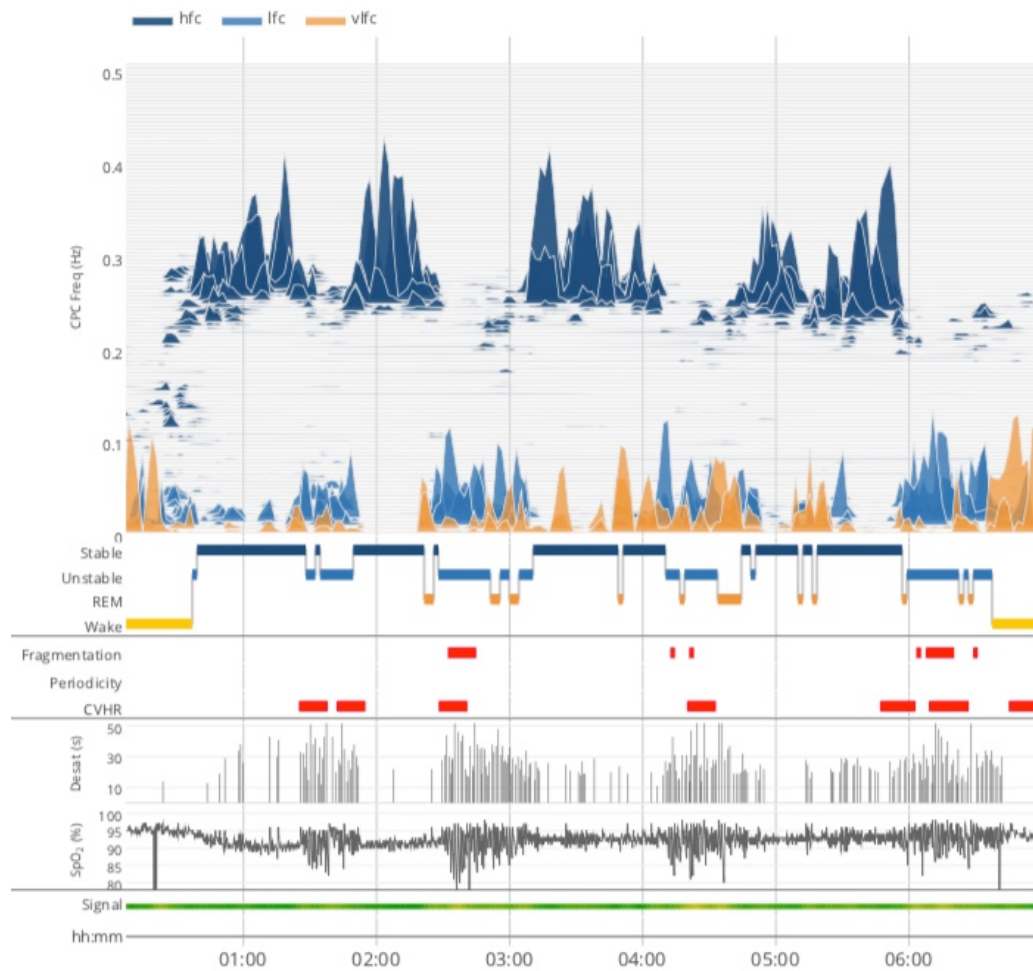 hfc lfc vlfc
0.5
0.4
0.3
0.2
0.1
0
CPC Freq (Hz)
Stable
Unstable
REM
Wake
Fragmentation
Periodicity
CVHR
50
30
10
Desat (s)
100
95
90
85
80
SpO₂ (%)
Signal
hh:mm
01:00 02:00 03:00 04:00 05:00 06:00